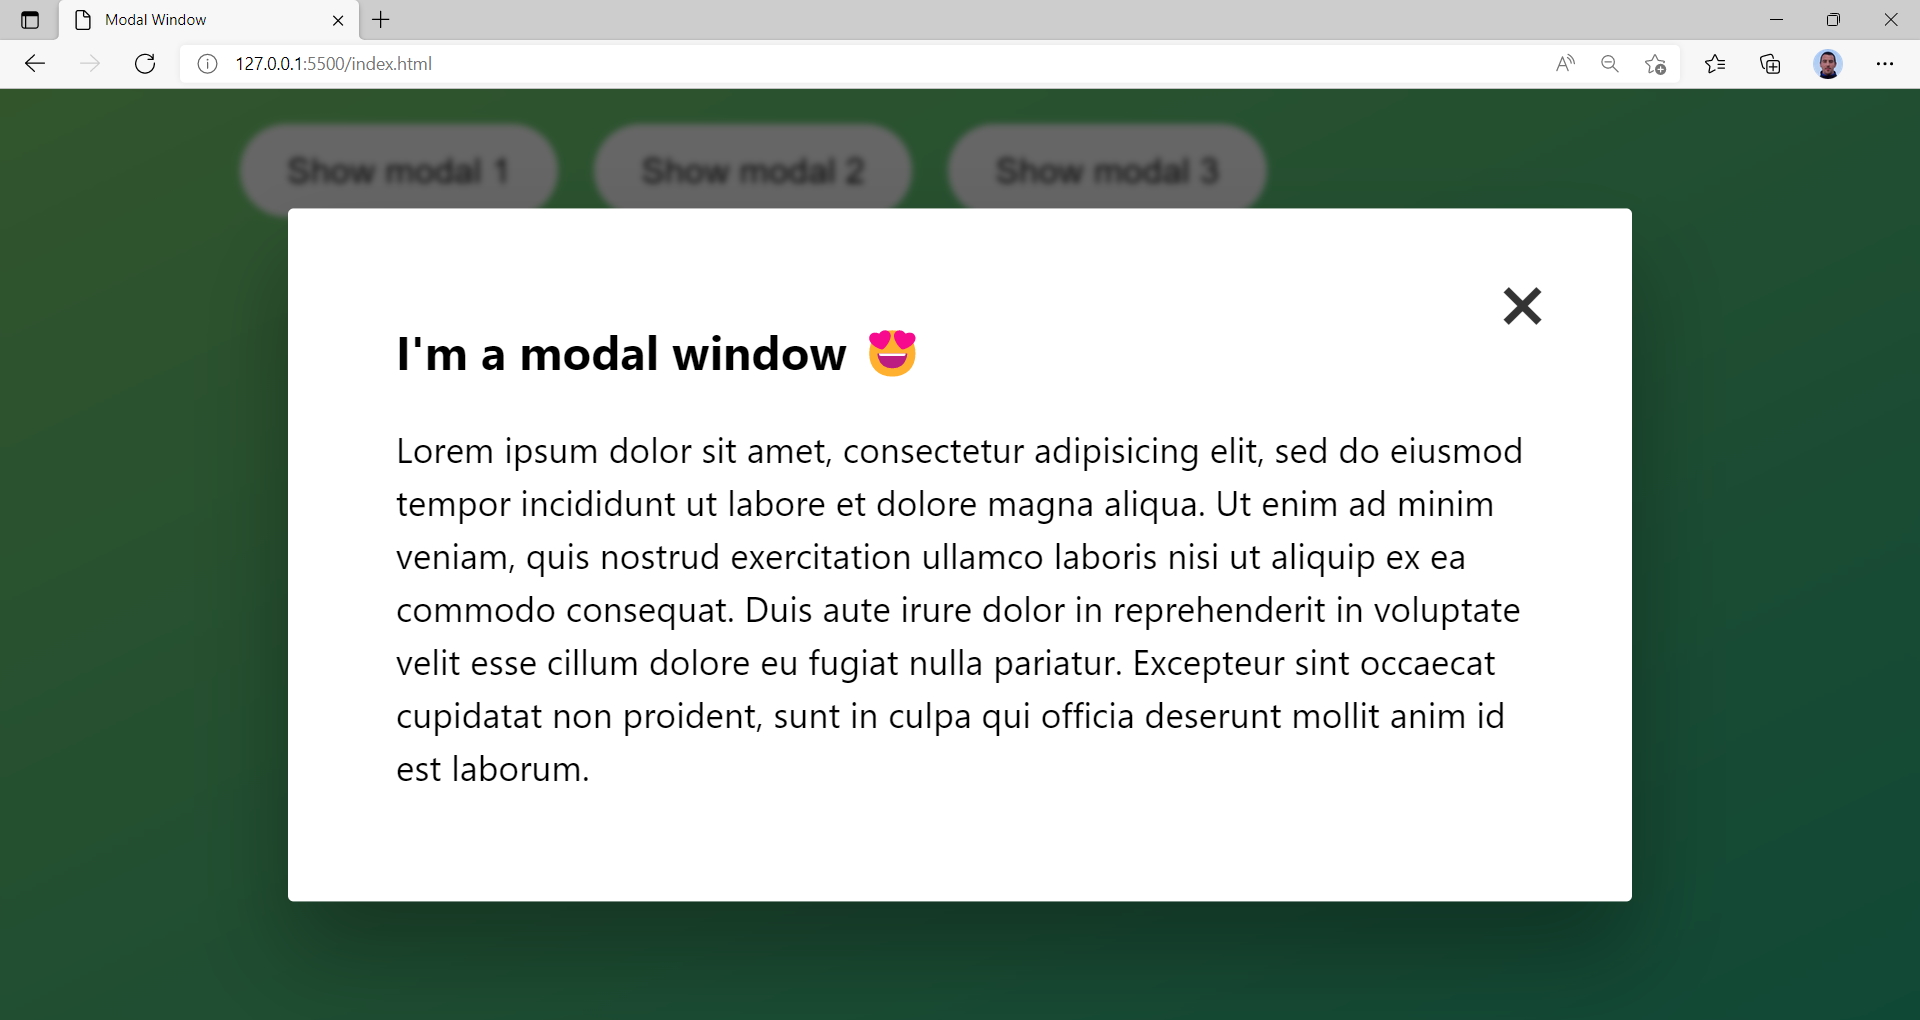 Modal Window
127.0.0.1:5500/index.html
Show modal 1 Show modal 2 Show modal 3
I'm a modal window 😍
Lorem ipsum dolor sit amet, consectetur adipisicing elit, sed do eiusmod
tempor incididunt ut labore et dolore magna aliqua. Ut enim ad minim
veniam, quis nostrud exercitation ullamco laboris nisi ut aliquip ex ea
commodo consequat. Duis aute irure dolor in reprehenderit in voluptate
velit esse cillum dolore eu fugiat nulla pariatur. Excepteur sint occaecat
cupidatat non proident, sunt in culpa qui officia deserunt mollit anim id
est laborum.